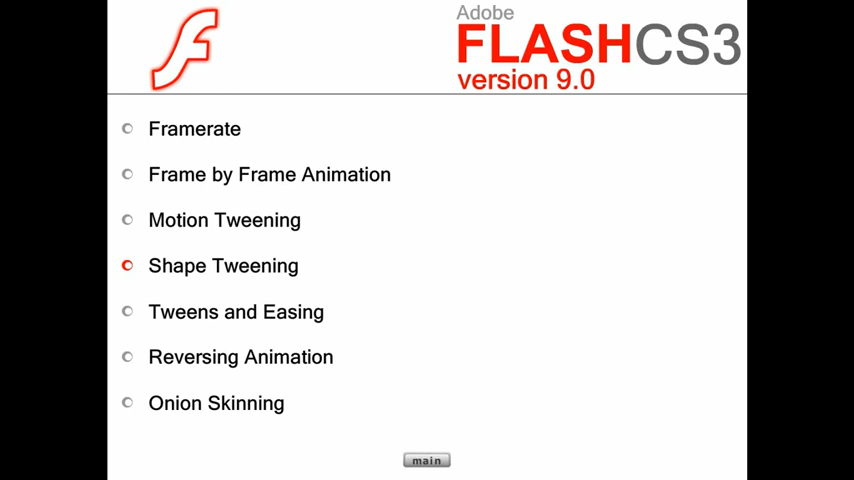 Adobe
FLASHCS3
version 9.0
Framerate
Frame by Frame Animation
Motion Tweening
Shape Tweening
Tweens and Easing
Reversing Animation
Onion Skinning
main